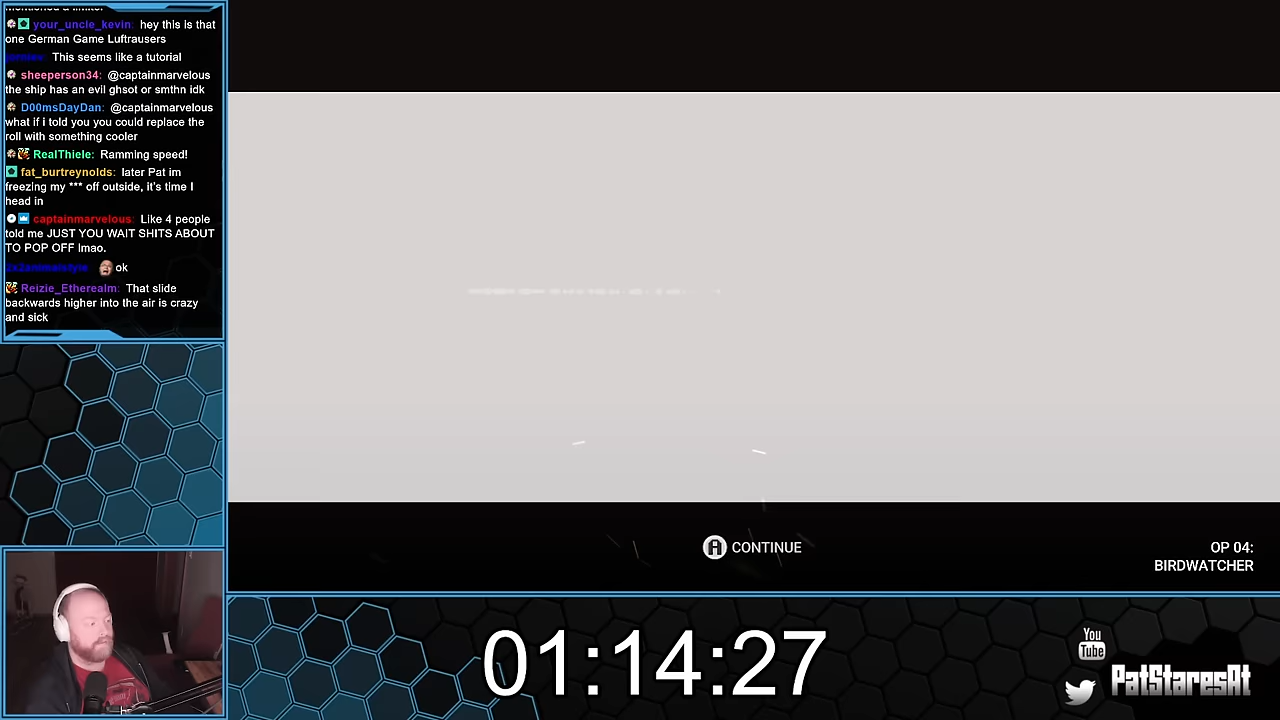 your_uncle_kevin: hey this is that
one German Game Luftrausers
This seems like a tutorial
sheeperson34: @captainmarvelous
the ship has an evil ghsot or smthn idk
D00msDayDan: @captainmarvelous
what if i told you you could replace the
roll with something cooler
RealThiele: Ramming speed!
fat_burtreynolds: later Pat im
freezing my *** off outside, it's time I
head in
captainmarvelous: Like 4 people
told me JUST YOU WAIT SHITS ABOUT
TO POP OFF lmao.
ok
Reizie_Etherealm: That slide
backwards higher into the air is crazy
and sick
A CONTINUE
OP 04:
BIRDWATCHER
01:14:27
You
Tube
PatStaresAt